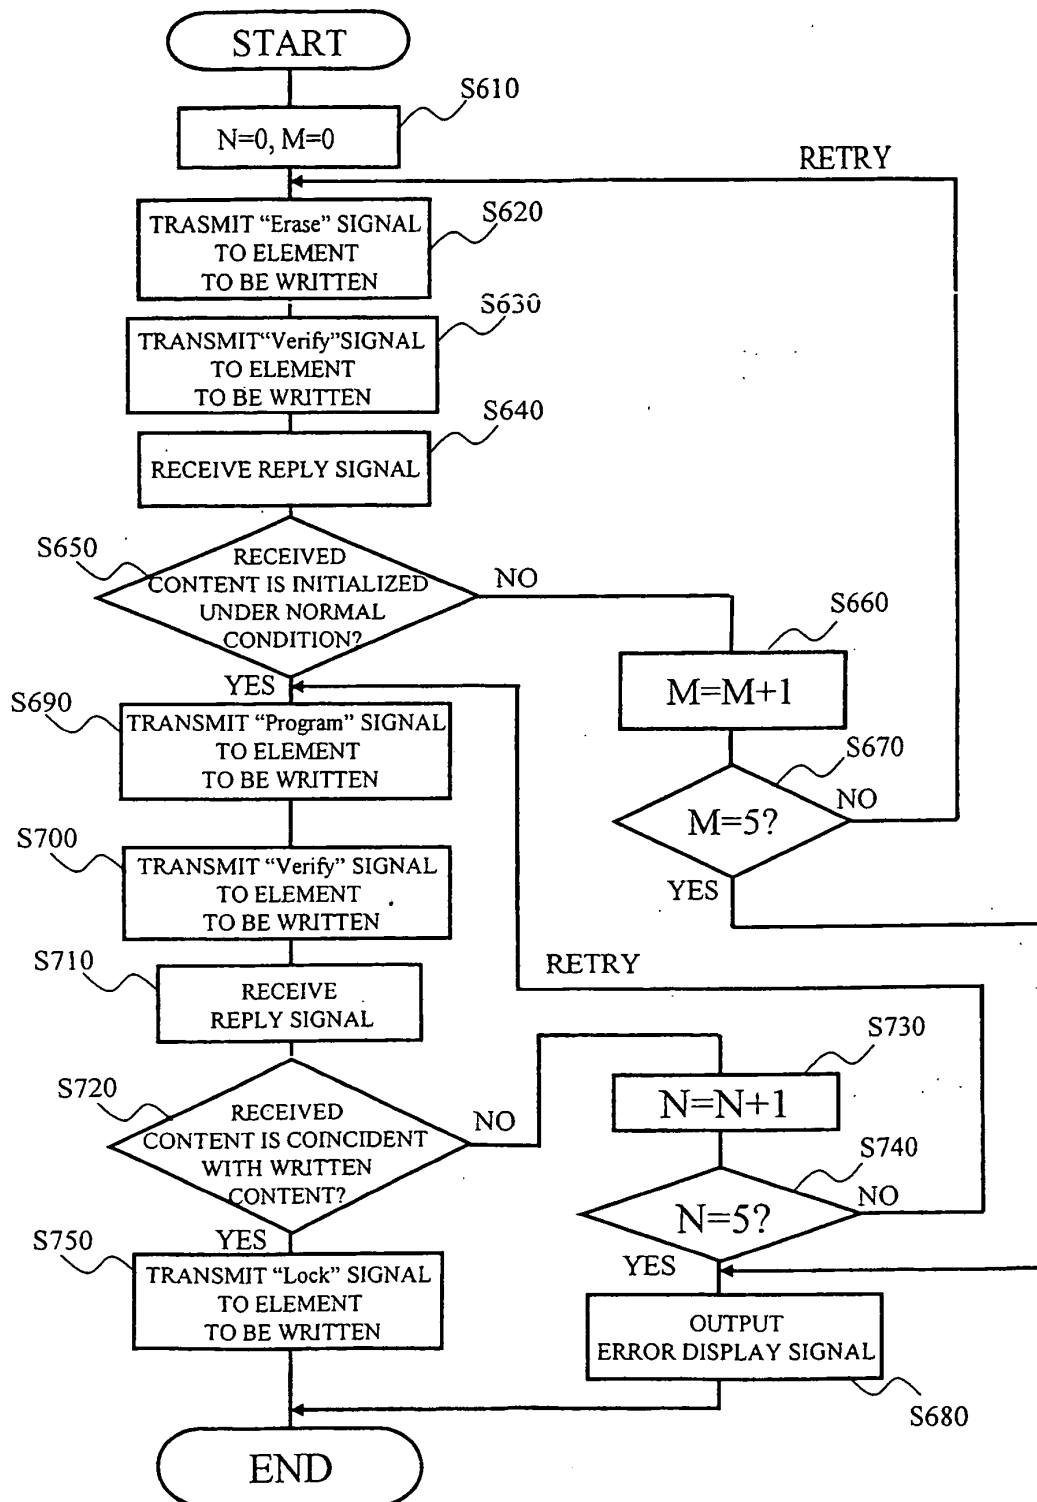 START
S610
N=0, M=0
RETRY
S620
TRASMIT “Erase” SIGNAL
TO ELEMENT
TO BE WRITTEN
S630
TRANSMIT“Verify”SIGNAL
TO ELEMENT
TO BE WRITTEN
S640
RECEIVE REPLY SIGNAL
S650
RECEIVED
CONTENT IS INITIALIZED
UNDER NORMAL
CONDITION?
NO
YES
S660
M=M+1
S670
M=5?
NO
YES
S690
TRANSMIT “Program” SIGNAL
TO ELEMENT
TO BE WRITTEN
S700
TRANSMIT “Verify” SIGNAL
TO ELEMENT
TO BE WRITTEN
S710
RECEIVE
REPLY SIGNAL
RETRY
S720
RECEIVED
CONTENT IS COINCIDENT
WITH WRITTEN
CONTENT?
NO
YES
S730
N=N+1
S740
N=5?
NO
YES
S750
TRANSMIT “Lock” SIGNAL
TO ELEMENT
TO BE WRITTEN
OUTPUT
ERROR DISPLAY SIGNAL
S680
END